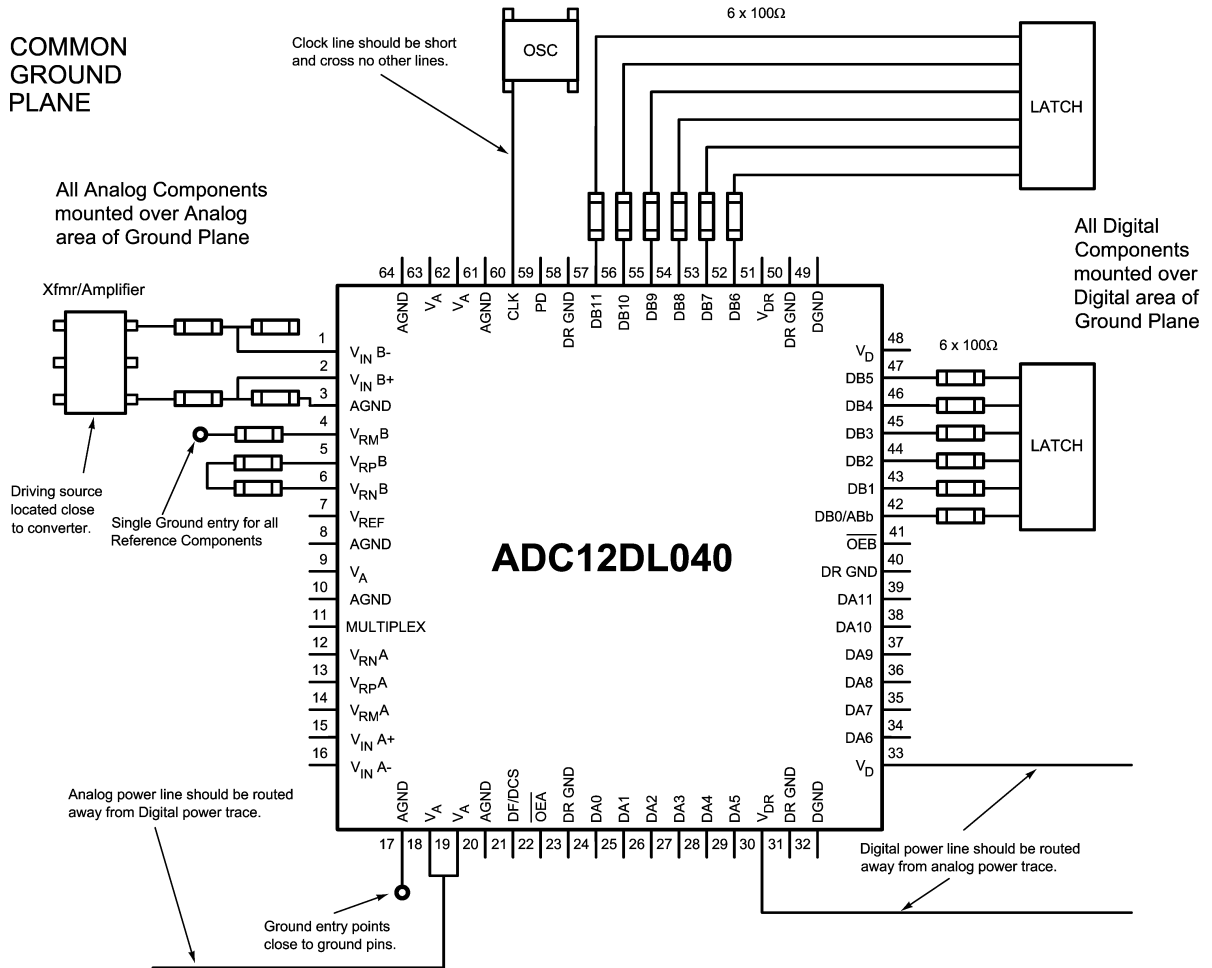 COMMON
GROUND
PLANE
Clock line should be short
and cross no other lines.
OSC
6 x 100Ω
LATCH
All Analog Components
mounted over Analog
area of Ground Plane
All Digital
Components
mounted over
Digital area of
Ground Plane
Xfmr/Amplifier
64 63 62 61 60 59 58 57 56 55 54 53 52 51 50 49
AGND
VA
VA
AGND
CLK
PD
DR GND
DB11
DB10
DB9
DB8
DB7
DB6
VDR
DR GND
DGND
1 VIN B-
2 VIN B+
3 AGND
4 VRMB
5 VRPB
6 VRNB
7 VREF
8 AGND
9 VA
10 AGND
11 MULTIPLEX
12 VRNA
13 VRPA
14 VRMA
15 VIN A+
16 VIN A-
Driving source
located close
to converter.
Single Ground entry for all
Reference Components
ADC12DL040
6 x 100Ω
VD 48
DB5 47
DB4 46
DB3 45
DB2 44
DB1 43
DB0/ABb 42
OEB 41
DR GND 40
DA11 39
DA10 38
DA9 37
DA8 36
DA7 35
DA6 34
VD 33
LATCH
AGND
VA
VA
AGND
DF/DCS
OEA
DR GND
DA0
DA1
DA2
DA3
DA4
DA5
VDR
DR GND
DGND
17 18 19 20 21 22 23 24 25 26 27 28 29 30 31 32
Analog power line should be routed
away from Digital power trace.
Digital power line should be routed
away from analog power trace.
Ground entry points
close to ground pins.